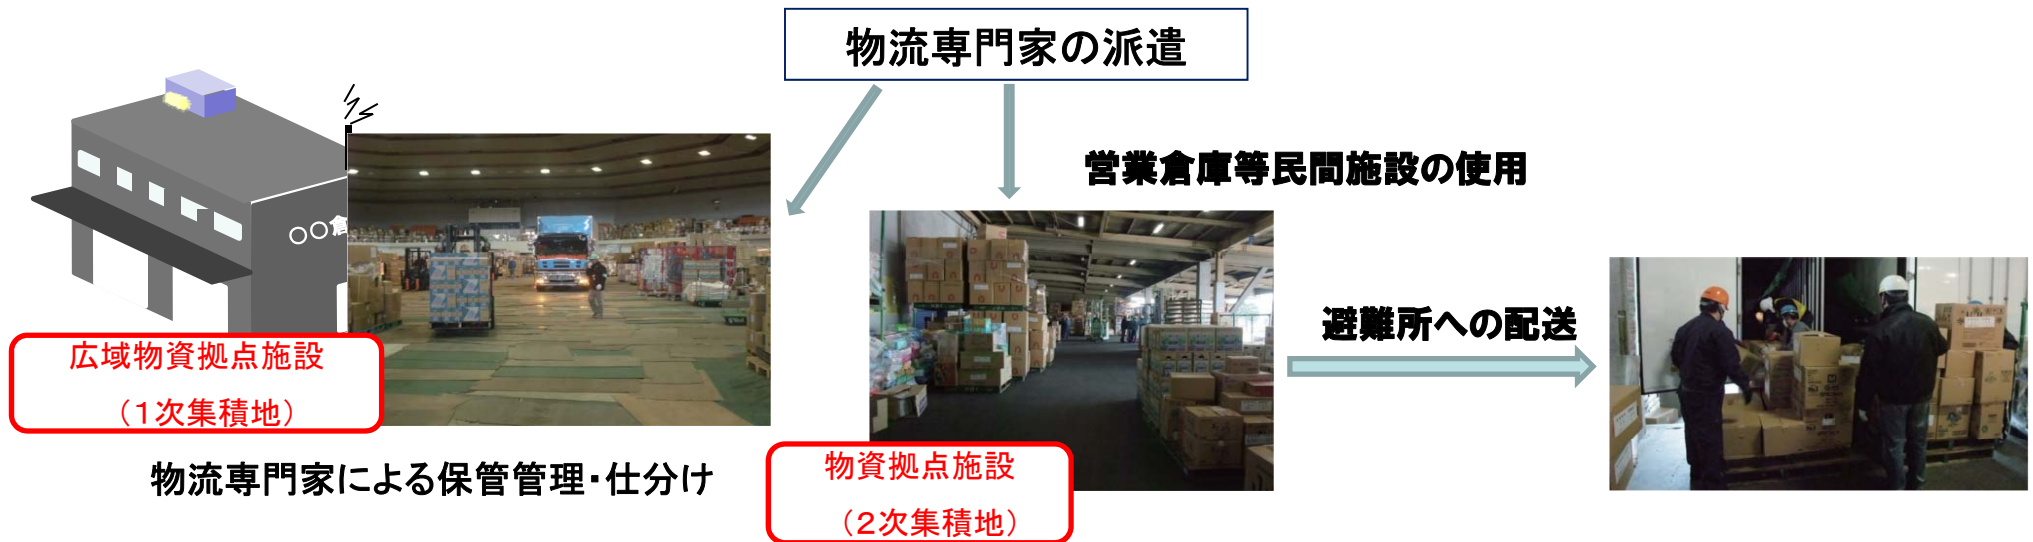 物流専門家の派遣
営業倉庫等民間施設の使用
○○倉
避難所への配送
広域物資拠点施設
（1次集積地）
物流専門家による保管管理・仕分け
物資拠点施設
（2次集積地）